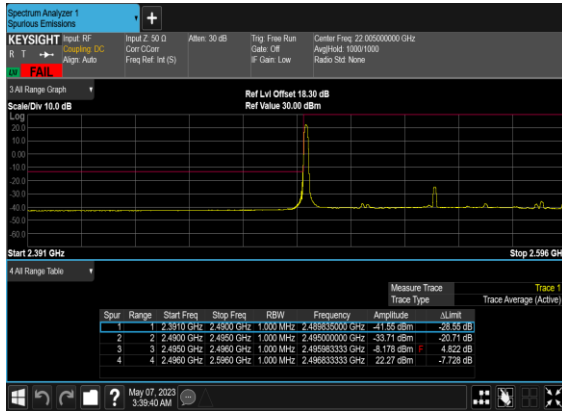 Spectrum Analyzer 1
Spurious Emissions
KEYSIGHT Input: RF Input Z: 50 Ω Atten: 30 dB Trig: Free Run Center Freq: 22.005000000 GHz
R T Coupling: DC Corr CCorr Gate: Off Avg|Hold: 1000/1000
Align: Auto Freq Ref: Int (S) IF Gain: Low Radio Std: None
LV FAIL
3 All Range Graph
Ref Lvl Offset 18.30 dB
Scale/Div 10.0 dB Ref Value 30.00 dBm
Log
20.0
10.0
0.00
-10.0
-20.0
-30.0
-40.0
-50.0
-60.0
Start 2.391 GHz Stop 2.596 GH
4 All Range Table
Measure Trace Trace 1
Trace Type Trace Average (Active)
Spur Range Start Freq Stop Freq RBW Frequency Amplitude ΔLimit
1 1 2.3910 GHz 2.4900 GHz 1.000 MHz 2.489835000 GHz -41.55 dBm -28.55 dB
2 2 2.4900 GHz 2.4950 GHz 1.000 MHz 2.495000000 GHz -33.71 dBm -20.71 dB
3 3 2.4950 GHz 2.4960 GHz 1.000 MHz 2.495983333 GHz -8.178 dBm F 4.822 dB
4 4 2.4960 GHz 2.5960 GHz 1.000 MHz 2.496833333 GHz 22.27 dBm -7.728 dB
May 07, 2023
3:39:40 AM